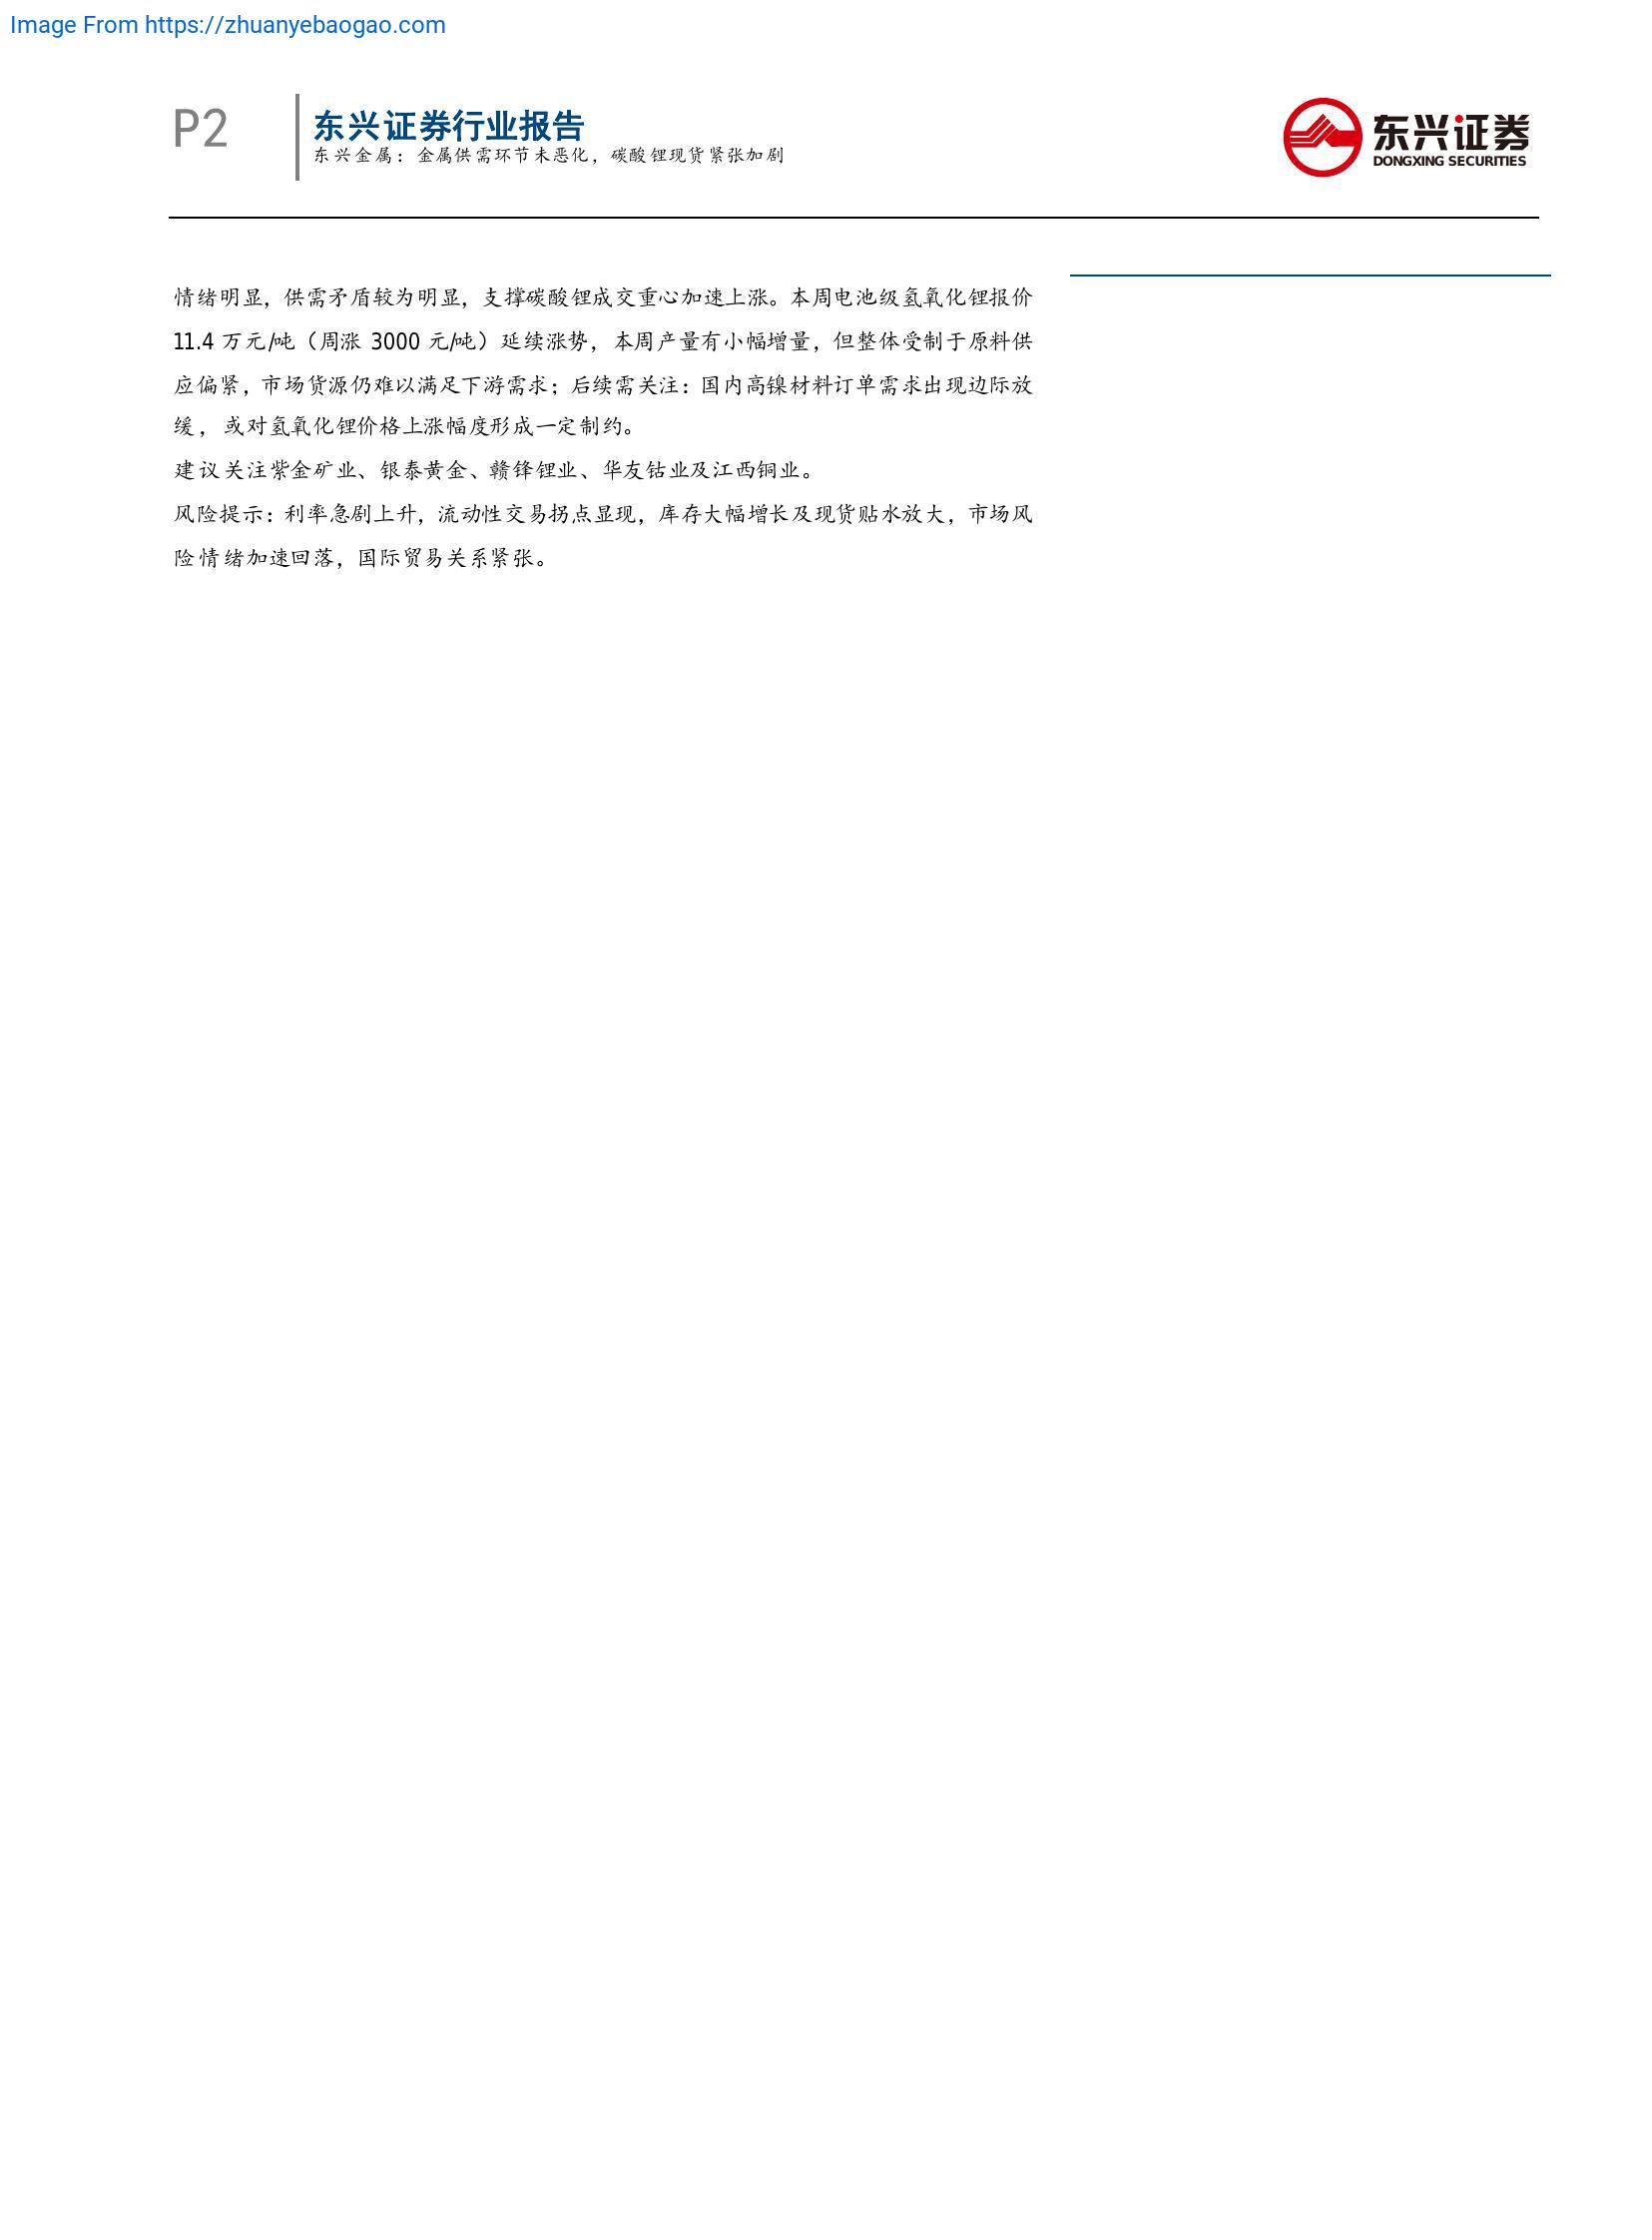 Image From https://zhuanyebaogao.com
P2
东兴证券行业报告
东兴金属：金属供需环节未恶化，碳酸锂现货紧张加剧
东兴证券
DONGXING SECURITIES
情绪明显，供需矛盾较为明显，支撑碳酸锂成交重心加速上涨。本周电池级氢氧化锂报价
11.4 万元/吨（周涨 3000 元/吨）延续涨势，本周产量有小幅增量，但整体受制于原料供
应偏紧，市场货源仍难以满足下游需求；后续需关注：国内高镍材料订单需求出现边际放
缓，或对氢氧化锂价格上涨幅度形成一定制约。
建议关注紫金矿业、银泰黄金、赣锋锂业、华友钴业及江西铜业。
风险提示：利率急剧上升，流动性交易拐点显现，库存大幅增长及现货贴水放大，市场风
险情绪加速回落，国际贸易关系紧张。